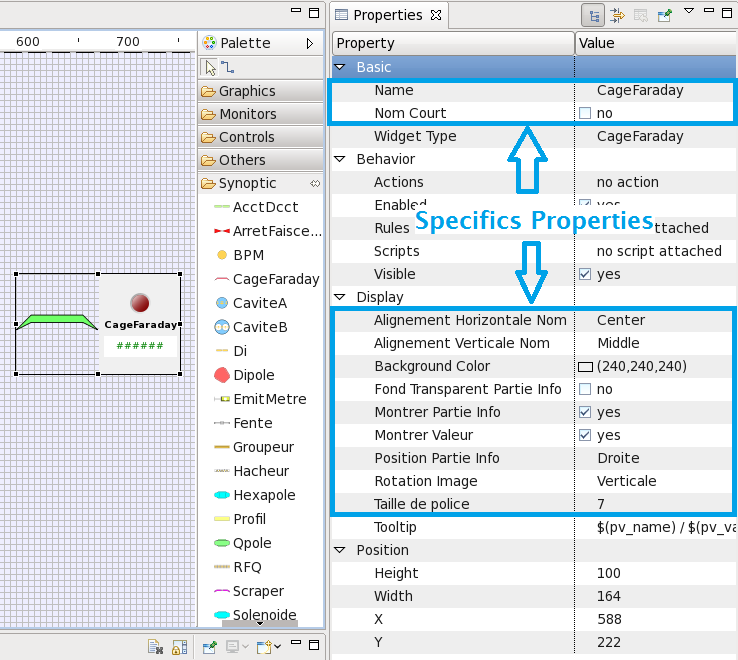 600 700
Palette
Graphics
Monitors
Controls
Others
Synoptic
AcctDcct
ArretFaisce...
BPM
CageFaraday
CaviteA
CaviteB
Di
Dipole
EmitMetre
Fente
Groupeur
Hacheur
Hexapole
Profil
Qpole
RFQ
Scraper
Solenoide
CageFaraday
######
Properties
Property Value
Basic
Name CageFaraday
Nom Court no
Widget Type CageFaraday
Behavior
Actions no action
Enabled yes
Specifics Properties
Rules attached
Scripts no script attached
Visible yes
Display
Alignement Horizontale Nom Center
Alignement Verticale Nom Middle
Background Color (240,240,240)
Fond Transparent Partie Info no
Montrer Partie Info yes
Montrer Valeur yes
Position Partie Info Droite
Rotation Image Verticale
Taille de police 7
Tooltip $(pv_name) / $(pv_va
Position
Height 100
Width 164
X 588
Y 222